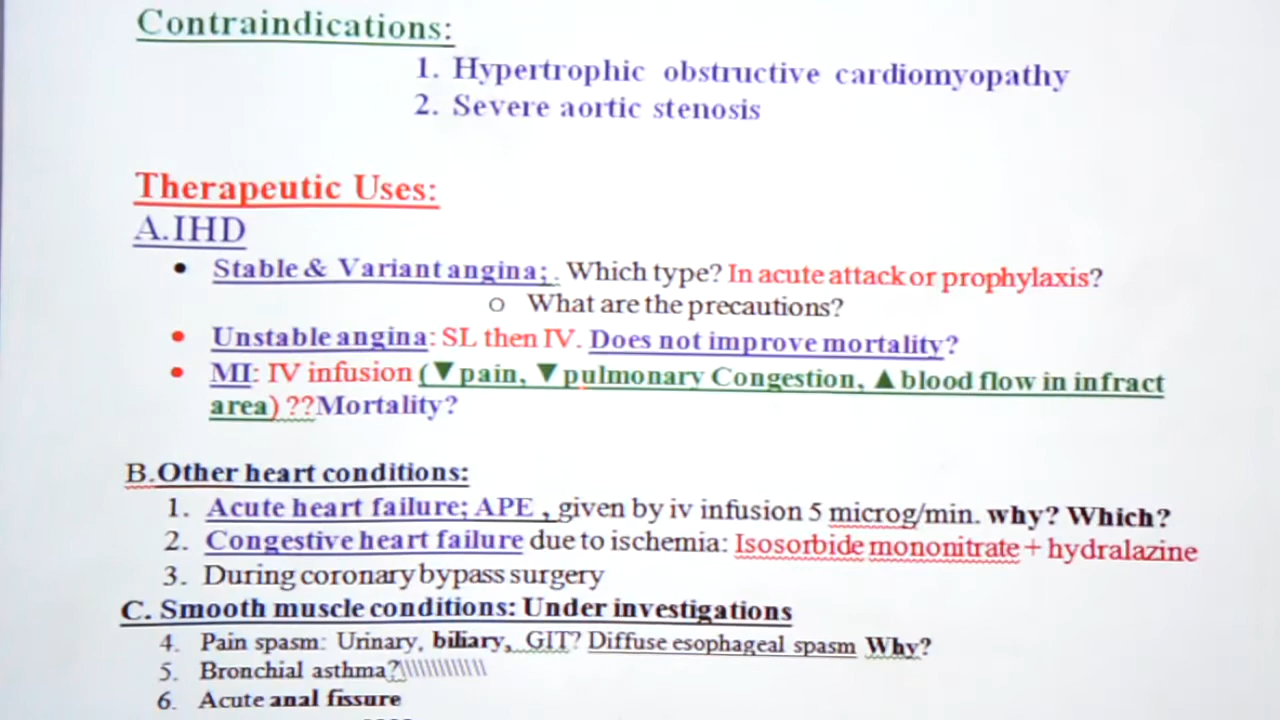 Contraindications:
1. Hypertrophic obstructive cardiomyopathy
2. Severe aortic stenosis
Therapeutic Uses:
A.IHD
• Stable & Variant angina; . Which type? In acute attack or prophylaxis?
o What are the precautions?
• Unstable angina: SL then IV. Does not improve mortality?
• MI: IV infusion (▼pain, ▼pulmonary Congestion, ▲blood flow in infract
area) ??Mortality?
B.Other heart conditions:
1. Acute heart failure; APE , given by iv infusion 5 microg/min. why? Which?
2. Congestive heart failure due to ischemia: Isosorbide mononitrate + hydralazine
3. During coronary bypass surgery
C. Smooth muscle conditions: Under investigations
4. Pain spasm: Urinary, biliary, GIT? Diffuse esophageal spasm Why?
5. Bronchial asthma?\\\\\\\\\\\\\
6. Acute anal fissure